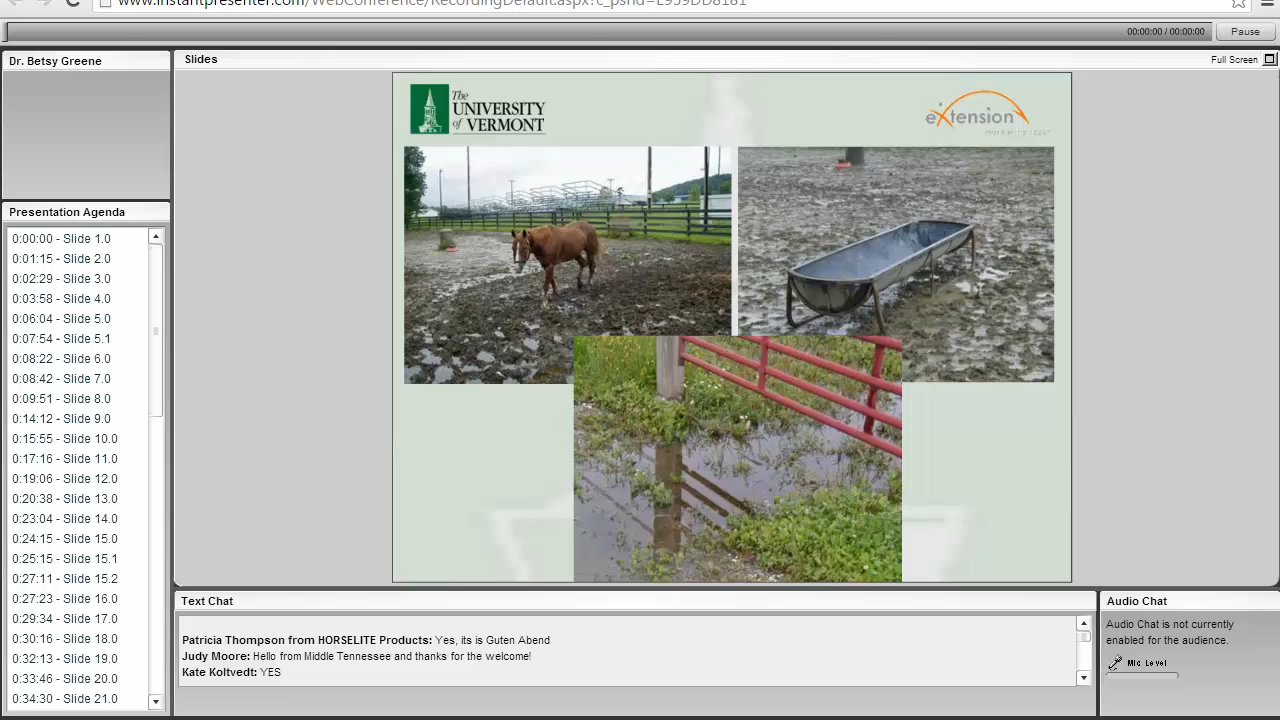 www.instantpresenter.com/WebConference/RecordingDefault.aspx?c_psrid=E959DD8181
00:00:00 / 00:00:00
Pause
Dr. Betsy Greene
Slides
Full Screen
The
UNIVERSITY
of VERMONT
eXtension
Presentation Agenda
0:00:00 - Slide 1.0
0:01:15 - Slide 2.0
0:02:29 - Slide 3.0
0:03:58 - Slide 4.0
0:06:04 - Slide 5.0
0:07:54 - Slide 5.1
0:08:22 - Slide 6.0
0:08:42 - Slide 7.0
0:09:51 - Slide 8.0
0:14:12 - Slide 9.0
0:15:55 - Slide 10.0
0:17:16 - Slide 11.0
0:19:06 - Slide 12.0
0:20:38 - Slide 13.0
0:23:04 - Slide 14.0
0:24:15 - Slide 15.0
0:25:15 - Slide 15.1
0:27:11 - Slide 15.2
0:27:23 - Slide 16.0
0:29:34 - Slide 17.0
0:30:16 - Slide 18.0
0:32:13 - Slide 19.0
0:33:46 - Slide 20.0
0:34:30 - Slide 21.0
Text Chat
Patricia Thompson from HORSELITE Products: Yes, its is Guten Abend
Judy Moore: Hello from Middle Tennessee and thanks for the welcome!
Kate Koltvedt: YES
Audio Chat
Audio Chat is not currently
enabled for the audience.
Mic Level